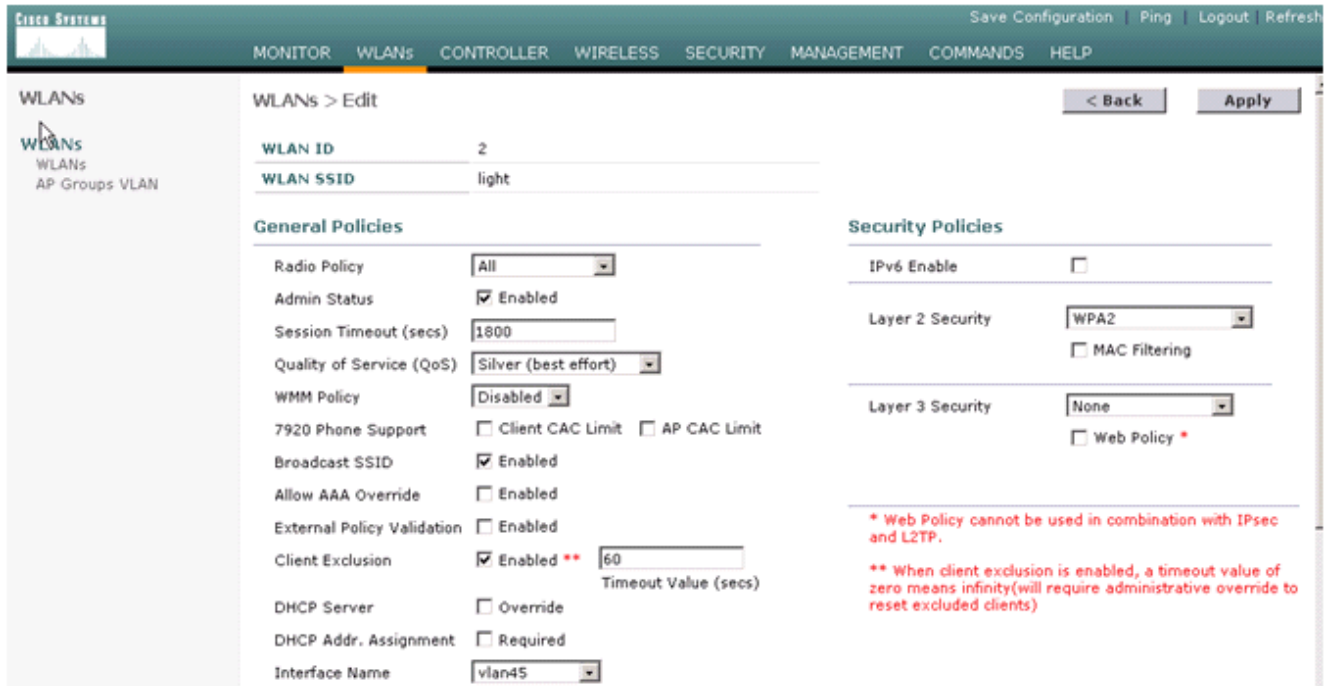 CISCO SYSTEMS
Save Configuration | Ping | Logout | Refresh
MONITOR WLANs CONTROLLER WIRELESS SECURITY MANAGEMENT COMMANDS HELP
WLANs
WLANs
WLANs
AP Groups VLAN
WLANs > Edit
< Back
Apply
WLAN ID 2
WLAN SSID light
General Policies
Radio Policy All
Admin Status Enabled
Session Timeout (secs) 1800
Quality of Service (QoS) Silver (best effort)
WMM Policy Disabled
7920 Phone Support Client CAC Limit AP CAC Limit
Broadcast SSID Enabled
Allow AAA Override Enabled
External Policy Validation Enabled
Client Exclusion Enabled ** 60
Timeout Value (secs)
DHCP Server Override
DHCP Addr. Assignment Required
Interface Name vlan45
Security Policies
IPv6 Enable
Layer 2 Security WPA2
MAC Filtering
Layer 3 Security None
Web Policy *
* Web Policy cannot be used in combination with IPsec
and L2TP.
** When client exclusion is enabled, a timeout value of
zero means infinity(will require administrative override to
reset excluded clients)